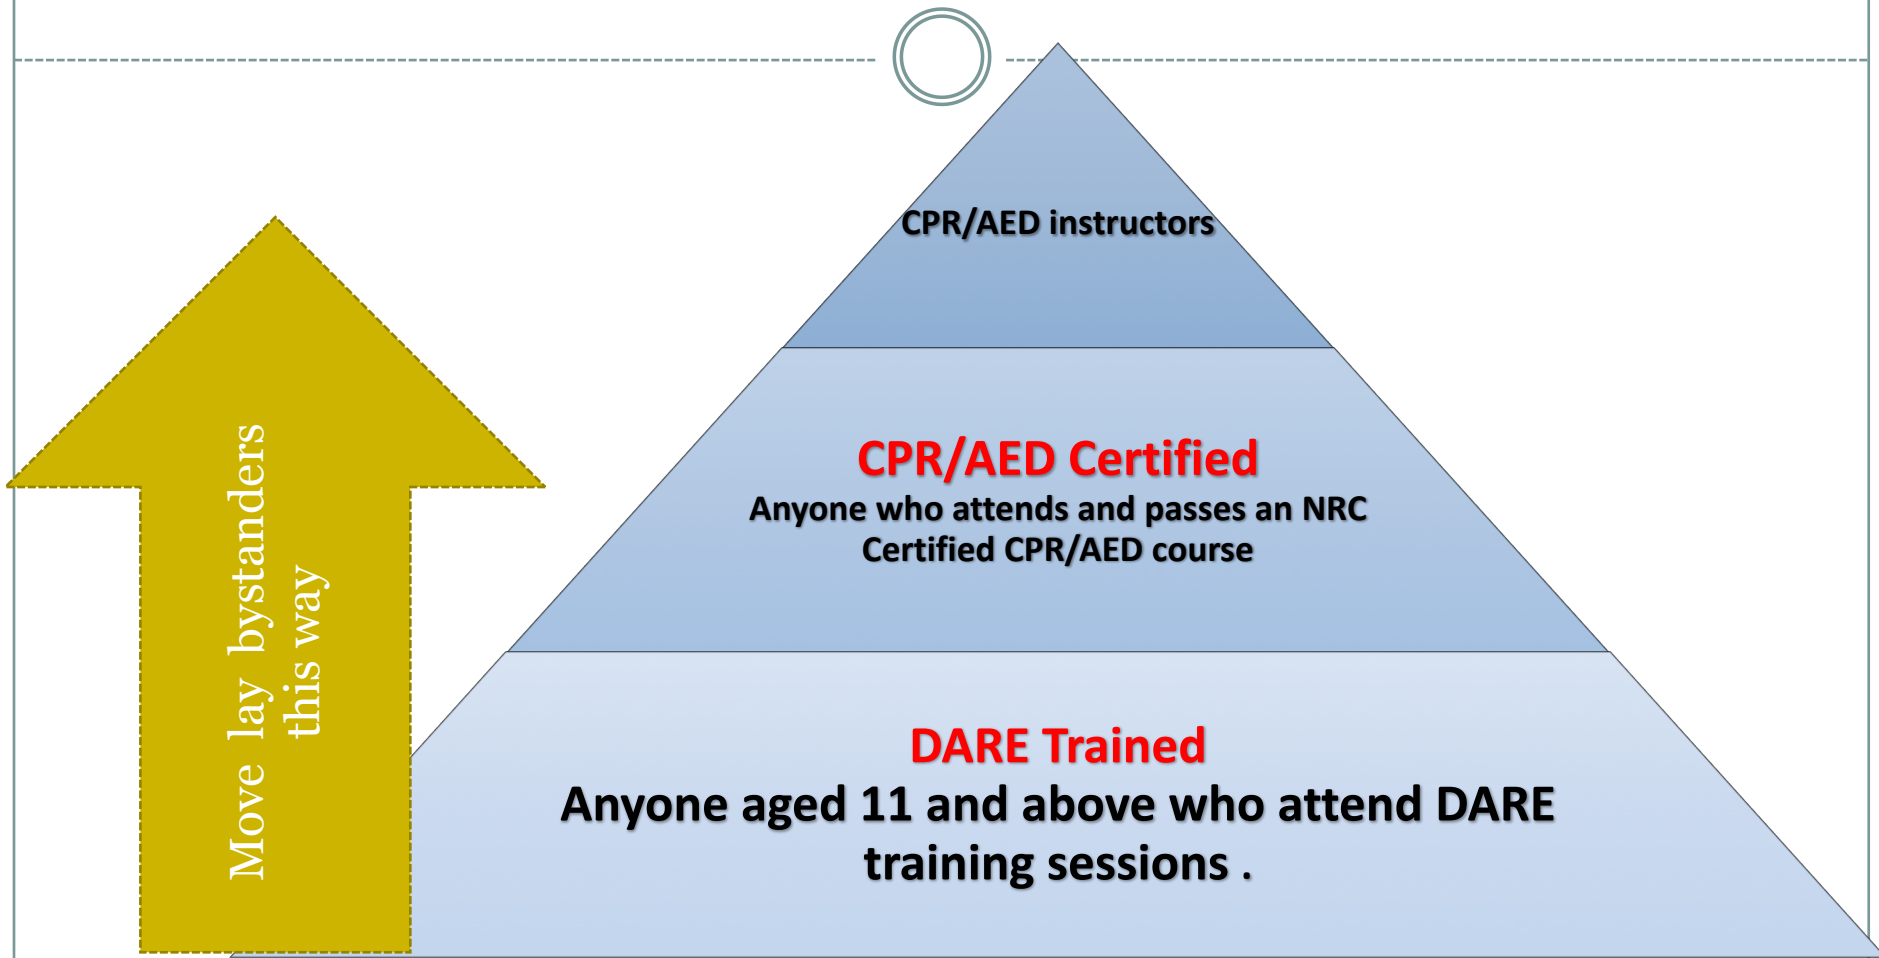 CPR/AED instructors
CPR/AED Certified
Anyone who attends and passes an NRC
Certified CPR/AED course
DARE Trained
Anyone aged 11 and above who attend DARE
training sessions .
Move lay bystanders
this way